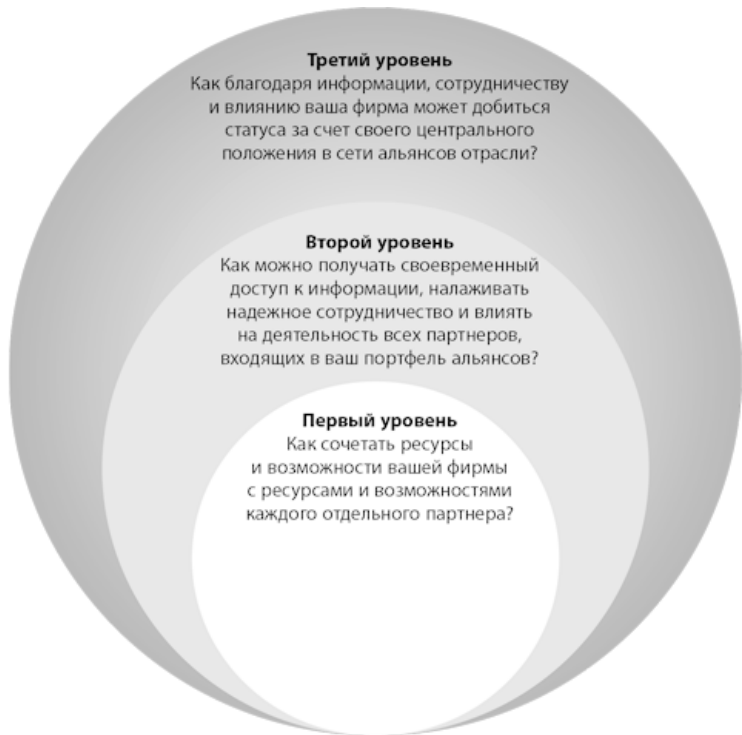 Третий уровень
Как благодаря информации, сотрудничеству
и влиянию ваша фирма может добиться
статуса за счет своего центрального
положения в сети альянсов отрасли?
Второй уровень
Как можно получать своевременный
доступ к информации, налаживать
надежное сотрудничество и влиять
на деятельность всех партнеров,
входящих в ваш портфель альянсов?
Первый уровень
Как сочетать ресурсы
и возможности вашей фирмы
с ресурсами и возможностями
каждого отдельного партнера?